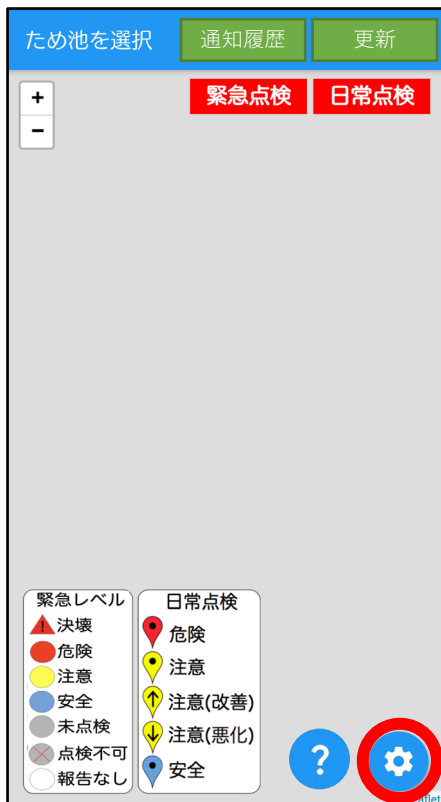 ため池を選択
通知履歴
更新
+
−
緊急点検
日常点検
緊急レベル
決壊
危険
注意
安全
未点検
点検不可
報告なし
日常点検
危険
注意
注意(改善)
注意(悪化)
安全
?